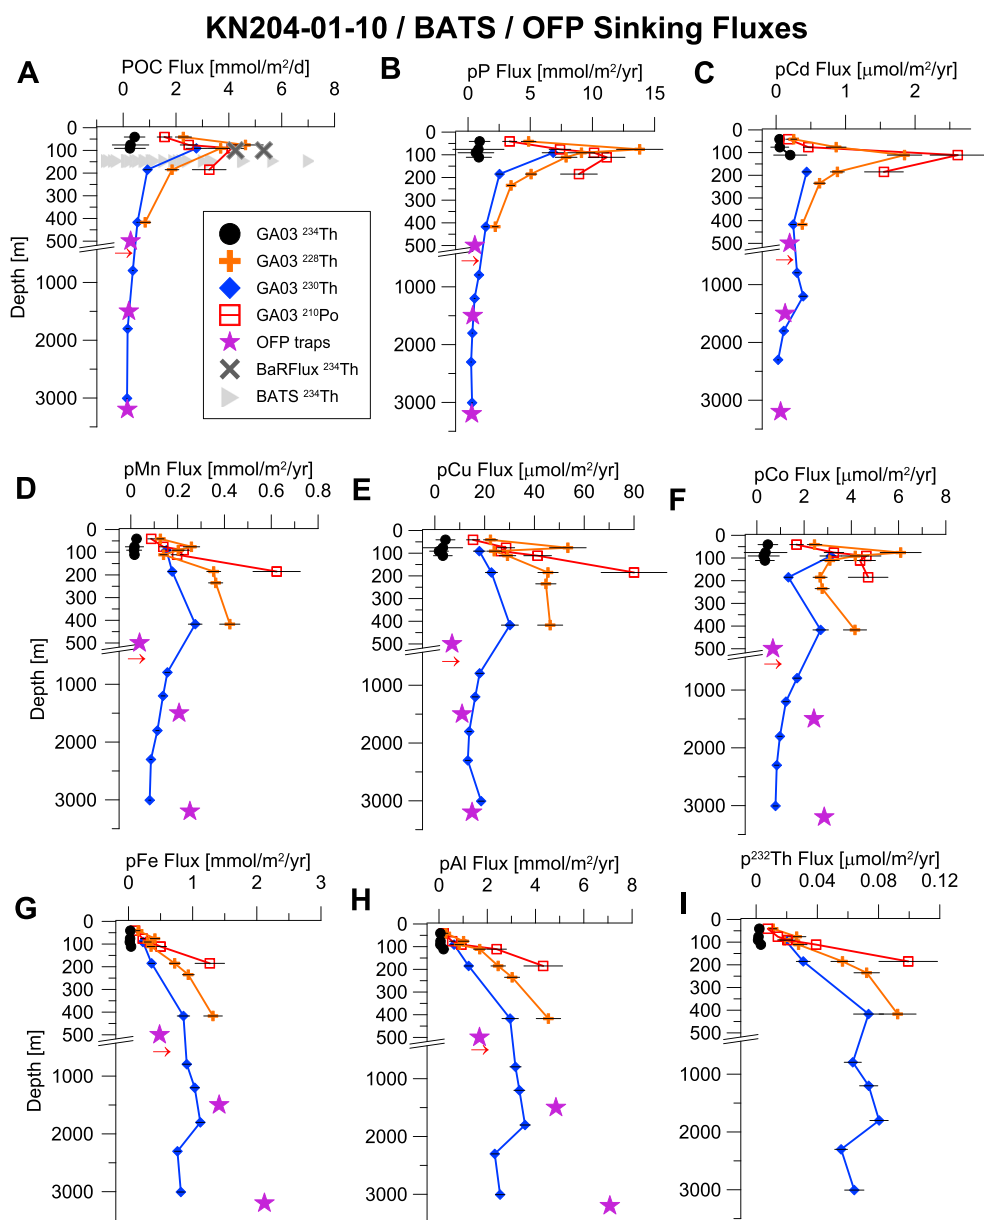 KN204-01-10 / BATS / OFP Sinking Fluxes
A
POC Flux [mmol/m²/d]
0 2 4 6
0
100
200
300
400
500
1000
2000
3000
Depth [m]
GA03 ²³⁴Th
GA03 ²²⁸Th
GA03 ²³⁰Th
GA03 ²¹⁰Po
OFP traps
BaRFlux ²³⁴Th
BATS ²³⁴Th
B
pP Flux [mmol/m²/yr]
0 5 10 15
0
100
200
300
400
500
1000
2000
3000
C
pCd Flux [μmol/m²/yr]
0 1 2
0
100
200
300
400
500
1000
2000
3000
D
pMn Flux [mmol/m²/yr]
0 0.2 0.4 0.6 0.8
0
100
200
300
400
500
1000
2000
3000
Depth [m]
E
pCu Flux [μmol/m²/yr]
0 20 40 60 80
0
100
200
300
400
500
1000
2000
3000
F
pCo Flux [μmol/m²/yr]
0 2 4 6 8
0
100
200
300
400
500
1000
2000
3000
G
pFe Flux [mmol/m²/yr]
0 1 2 3
0
100
200
300
400
500
1000
2000
3000
Depth [m]
H
pAl Flux [mmol/m²/yr]
0 2 4 6 8
0
100
200
300
400
500
1000
2000
3000
I
p²³²Th Flux [μmol/m²/yr]
0 0.04 0.08 0.12
0
100
200
300
400
500
1000
2000
3000